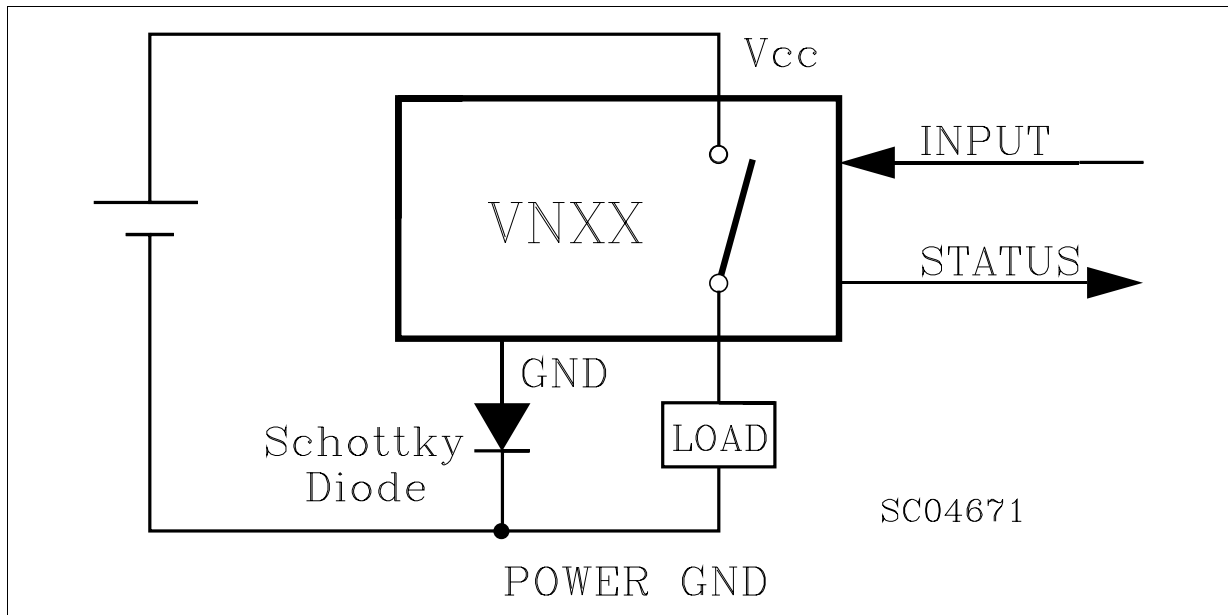 Vcc
INPUT
VNXX
STATUS
GND
Schottky
Diode
LOAD
SC04671
POWER GND